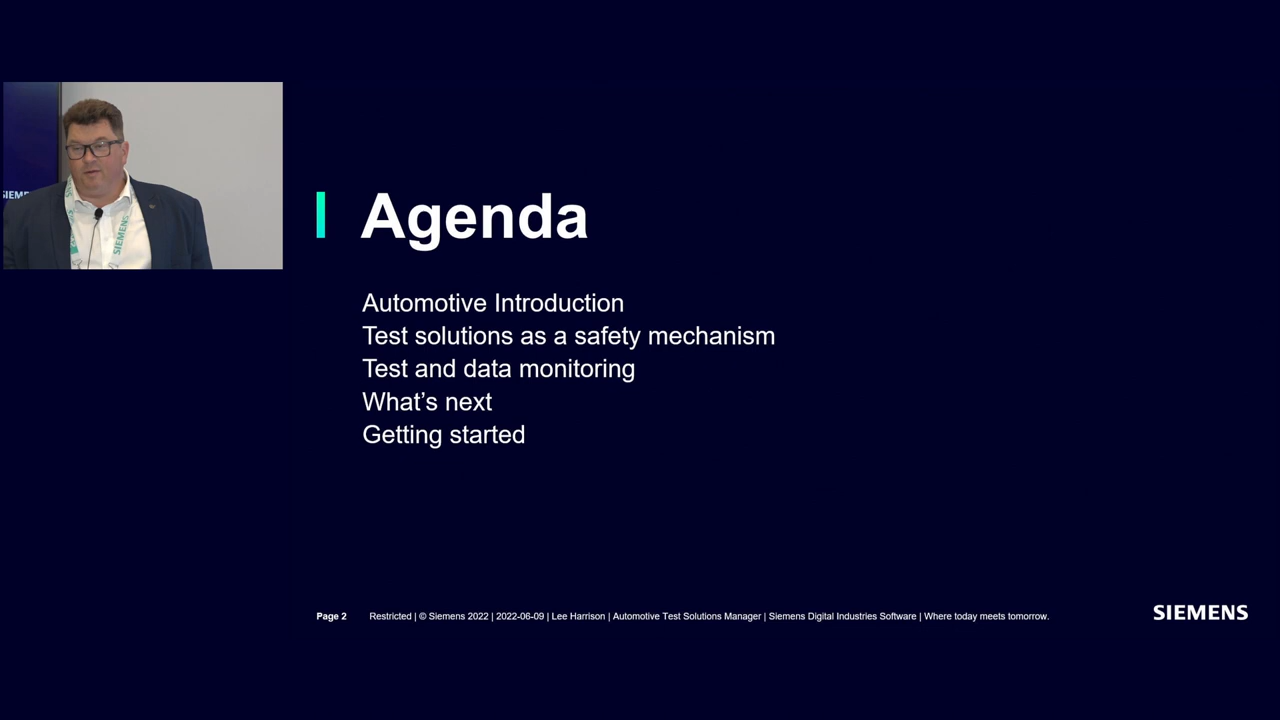 Agenda
Automotive Introduction
Test solutions as a safety mechanism
Test and data monitoring
What’s next
Getting started
Page 2 Restricted | © Siemens 2022 | 2022-06-09 | Lee Harrison | Automotive Test Solutions Manager | Siemens Digital Industries Software | Where today meets tomorrow.
SIEMENS
SIEMENS